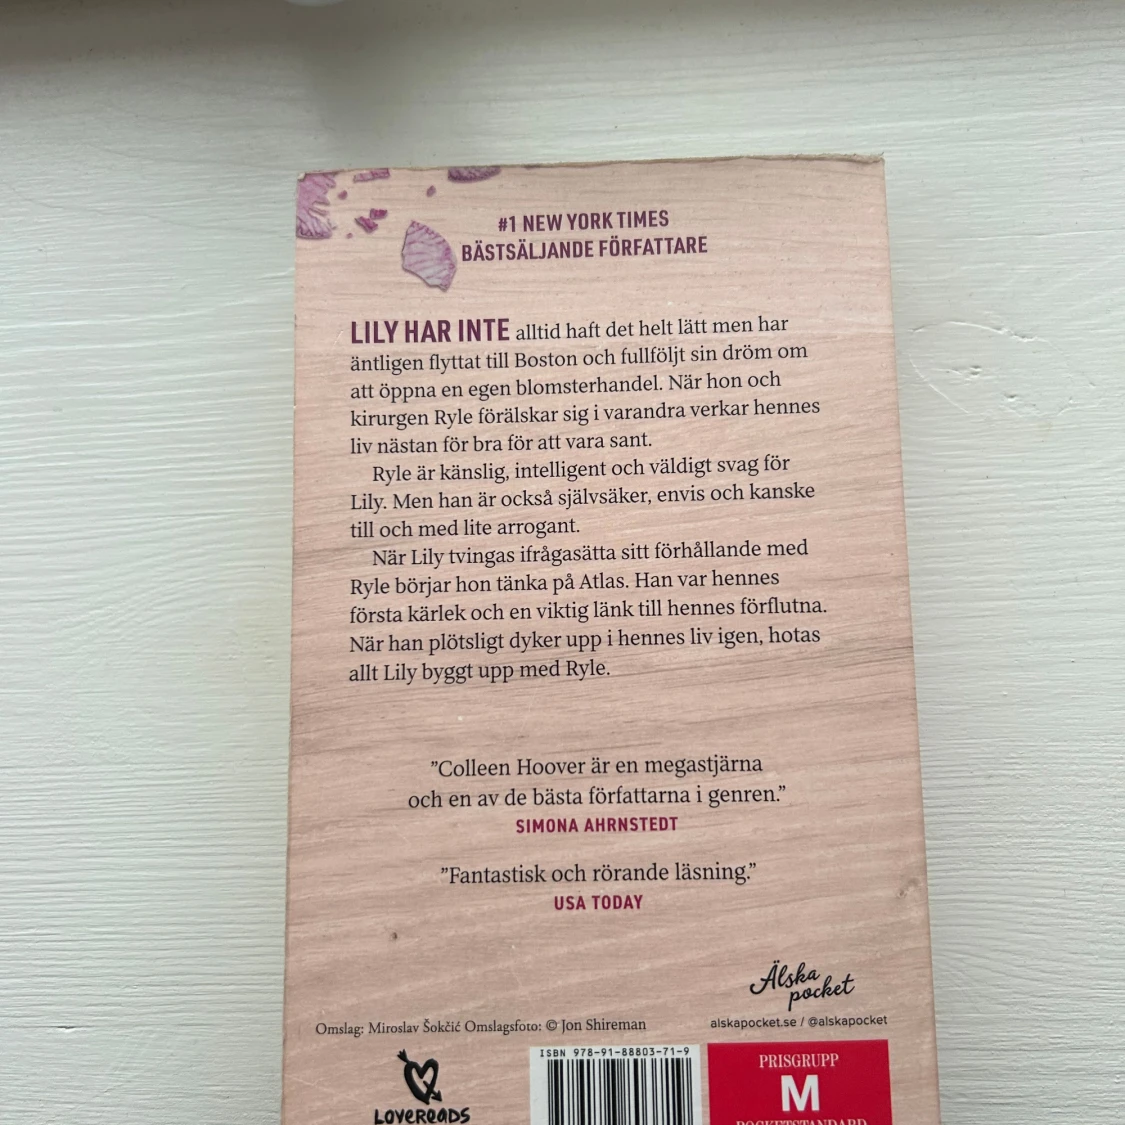 #1 NEW YORK TIMES
BÄSTSÄLJANDE FÖRFATTARE
LILY HAR INTE alltid haft det helt lätt men har
äntligen flyttat till Boston och fullföljt sin dröm om
att öppna en egen blomsterhandel. När hon och
kirurgen Ryle förälskar sig i varandra verkar hennes
liv nästan för bra för att vara sant.
Ryle är känslig, intelligent och väldigt svag för
Lily. Men han är också självsäker, envis och kanske
till och med lite arrogant.
När Lily tvingas ifrågasätta sitt förhållande med
Ryle börjar hon tänka på Atlas. Han var hennes
första kärlek och en viktig länk till hennes förflutna.
När han plötsligt dyker upp i hennes liv igen, hotas
allt Lily byggt upp med Ryle.
”Colleen Hoover är en megastjärna
och en av de bästa författarna i genren.”
SIMONA AHRNSTEDT
”Fantastisk och rörande läsning.”
USA TODAY
Älska
pocket
alskapocket.se / @alskapocket
Omslag: Miroslav Šokčić Omslagsfoto: © Jon Shireman
LOVEREADS
ISBN 978-91-88803-71-9
PRISGRUPP
M
POCKETSTANDARD